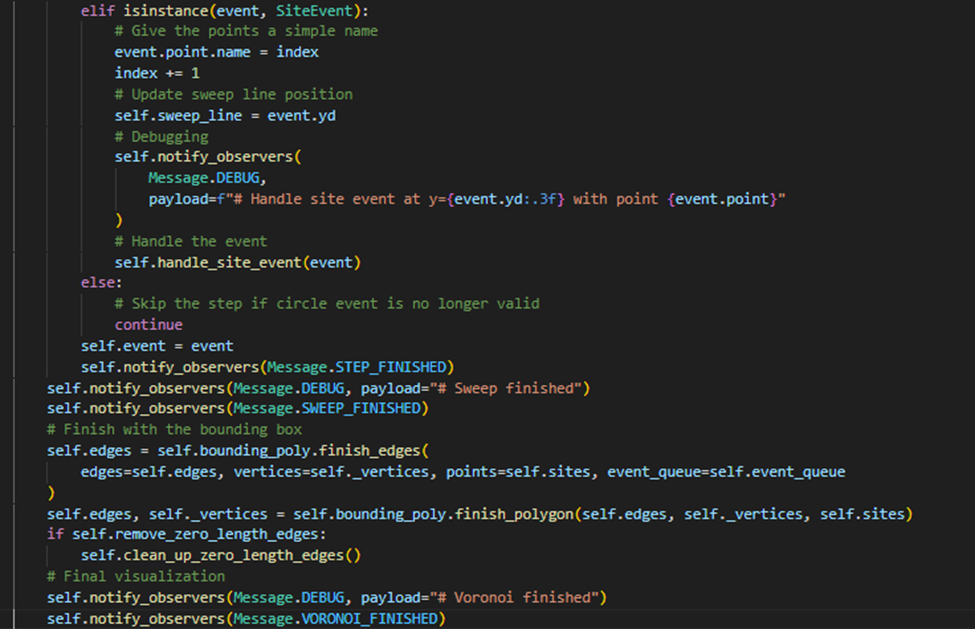 elif isinstance(event, SiteEvent):
# Give the points a simple name
event.point.name = index
index += 1
# Update sweep line position
self.sweep_line = event.yd
# Debugging
self.notify_observers(
Message.DEBUG,
payload=f"# Handle site event at y={event.yd:.3f} with point {event.point}"
)
# Handle the event
self.handle_site_event(event)
else:
# Skip the step if circle event is no longer valid
continue
self.event = event
self.notify_observers(Message.STEP_FINISHED)
self.notify_observers(Message.DEBUG, payload="# Sweep finished")
self.notify_observers(Message.SWEEP_FINISHED)
# Finish with the bounding box
self.edges = self.bounding_poly.finish_edges(
edges=self.edges, vertices=self._vertices, points=self.sites, event_queue=self.event_queue
)
self.edges, self._vertices = self.bounding_poly.finish_polygon(self.edges, self._vertices, self.sites)
if self.remove_zero_length_edges:
self.clean_up_zero_length_edges()
# Final visualization
self.notify_observers(Message.DEBUG, payload="# Voronoi finished")
self.notify_observers(Message.VORONOI_FINISHED)